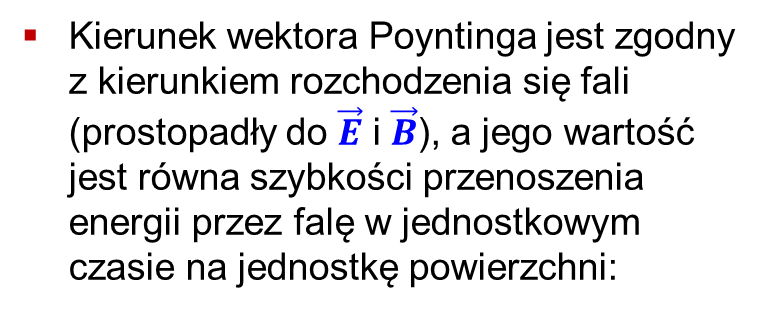 ▪ Kierunek wektora Poyntinga jest zgodny
z kierunkiem rozchodzenia się fali
(prostopadły do \(\vec{E}\) i \(\vec{B}\)), a jego wartość
jest równa szybkości przenoszenia
energii przez falę w jednostkowym
czasie na jednostkę powierzchni: